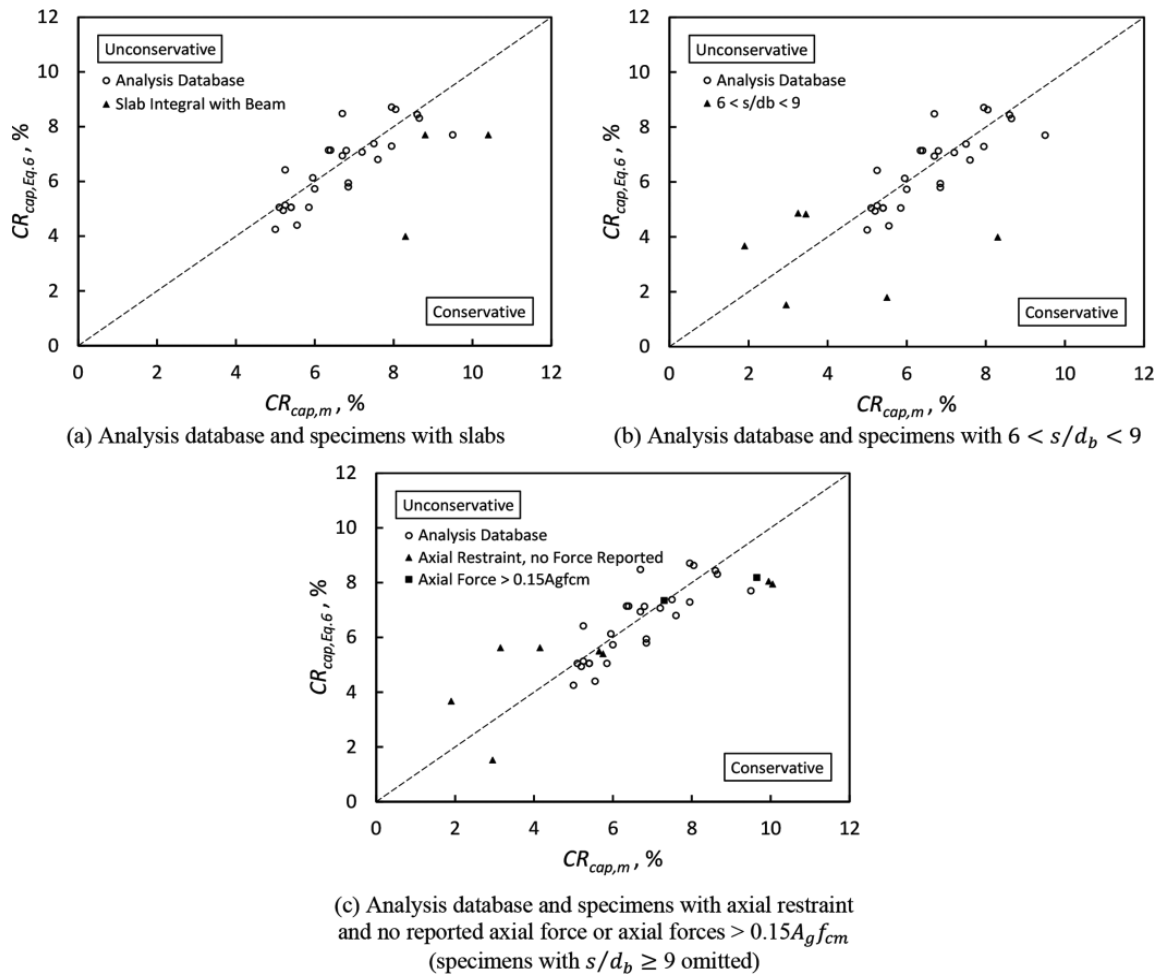 12
10
8
6
4
2
0
CR_cap,Eq.6, %
Unconservative
Analysis Database
Slab Integral with Beam
Conservative
0 2 4 6 8 10 12
CR_cap,m, %
(a) Analysis database and specimens with slabs
12
10
8
6
4
2
0
CR_cap,Eq.6, %
Unconservative
Analysis Database
6 < s/db < 9
Conservative
0 2 4 6 8 10 12
CR_cap,m, %
(b) Analysis database and specimens with 6 < s/d_b < 9
12
10
8
6
4
2
0
CR_cap,Eq.6, %
Unconservative
Analysis Database
Axial Restraint, no Force Reported
Axial Force > 0.15Agfcm
Conservative
0 2 4 6 8 10 12
CR_cap,m, %
(c) Analysis database and specimens with axial restraint
and no reported axial force or axial forces > 0.15A_g f_cm
(specimens with s/d_b ≥ 9 omitted)